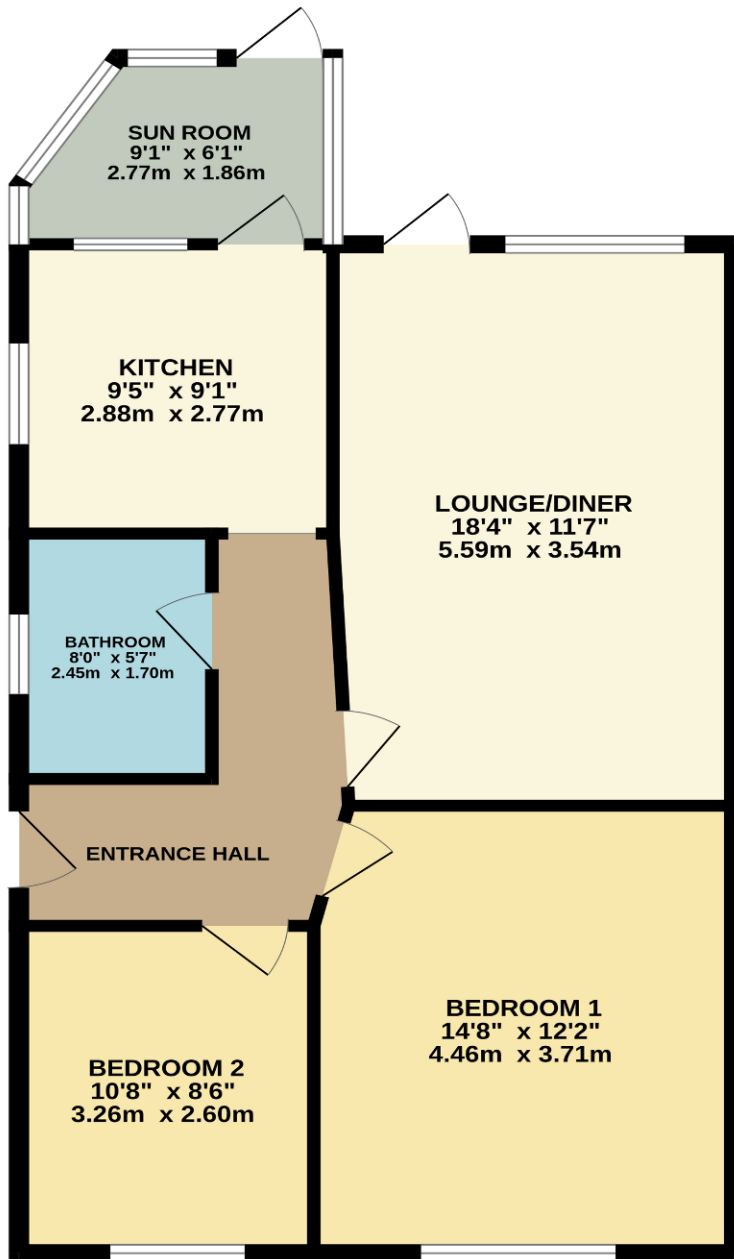 SUN ROOM
9'1" x 6'1"
2.77m x 1.86m
KITCHEN
9'5" x 9'1"
2.88m x 2.77m
LOUNGE/DINER
18'4" x 11'7"
5.59m x 3.54m
BATHROOM
8'0" x 5'7"
2.45m x 1.70m
ENTRANCE HALL
BEDROOM 1
14'8" x 12'2"
4.46m x 3.71m
BEDROOM 2
10'8" x 8'6"
3.26m x 2.60m